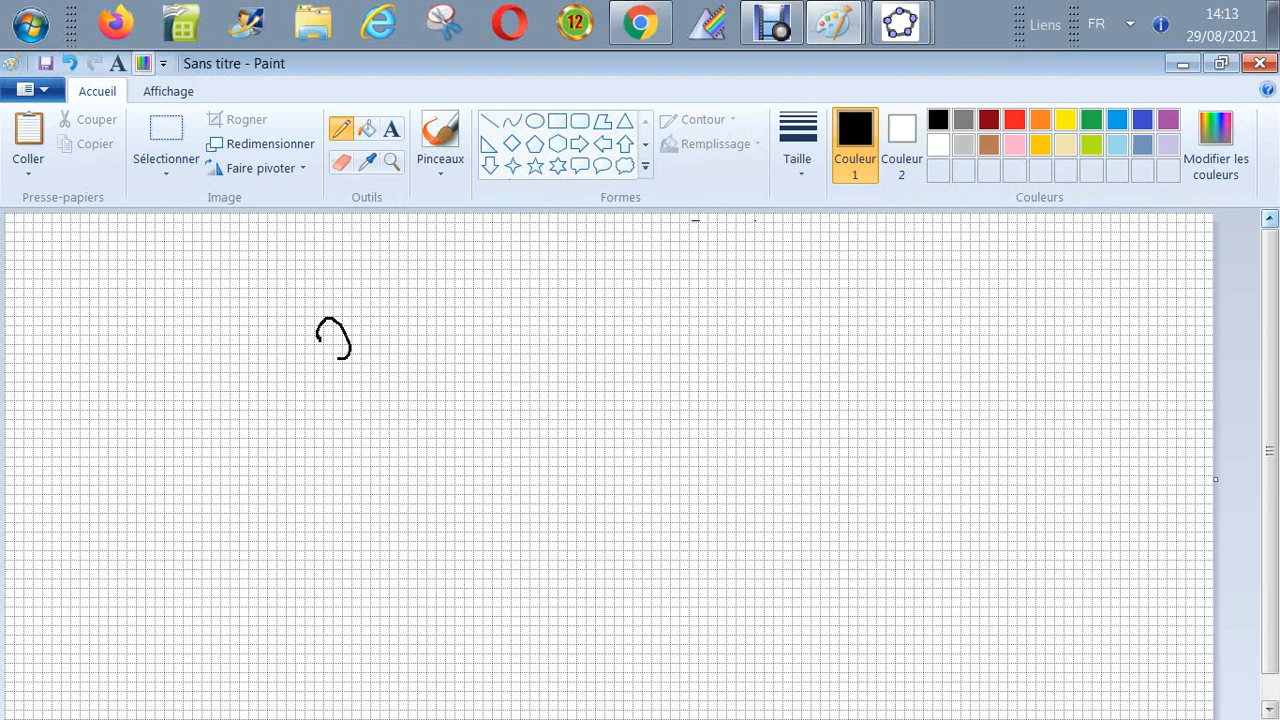 12
Liens
FR
14:13
29/08/2021
Sans titre - Paint
Accueil
Affichage
Coller
Couper
Copier
Presse-papiers
Sélectionner
Rogner
Redimensionner
Faire pivoter
Image
A
Outils
Pinceaux
Contour
Remplissage
Formes
Taille
Couleur
1
Couleur
2
Modifier les
couleurs
Couleurs